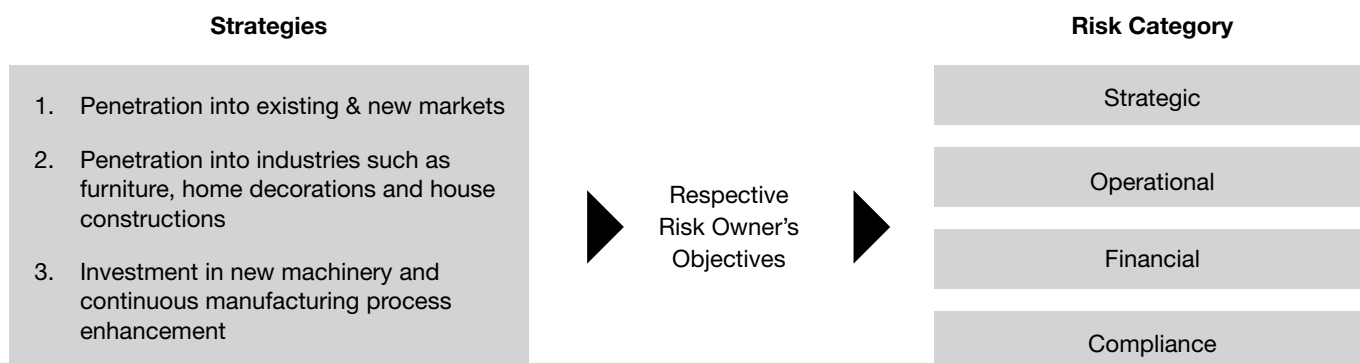 Strategies
1. Penetration into existing & new markets
2. Penetration into industries such as
furniture, home decorations and house
constructions
3. Investment in new machinery and
continuous manufacturing process
enhancement
Respective
Risk Owner’s
Objectives
Risk Category
Strategic
Operational
Financial
Compliance